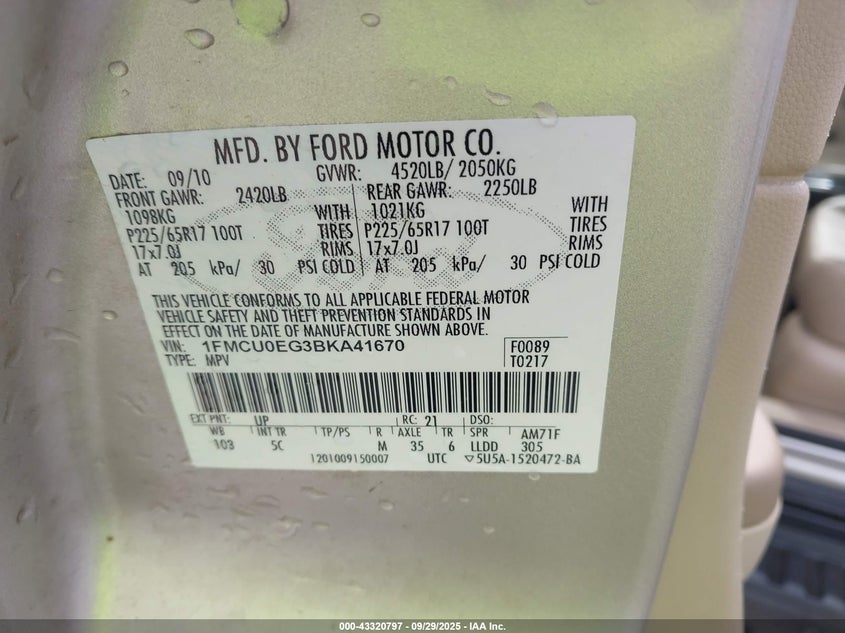 MFD. BY FORD MOTOR CO.
DATE: 09/10 GVWR: 4520LB/ 2050KG
FRONT GAWR: 2420LB REAR GAWR: 2250LB
1098KG WITH 1021KG WITH
P225/65R17 100T TIRES P225/65R17 100T TIRES
17x7.0J RIMS 17x7.0J RIMS
AT 205 kPa/ 30 PSI COLD AT 205 kPa/ 30 PSI COLD
THIS VEHICLE CONFORMS TO ALL APPLICABLE FEDERAL MOTOR
VEHICLE SAFETY AND THEFT PREVENTION STANDARDS IN
EFFECT ON THE DATE OF MANUFACTURE SHOWN ABOVE.
VIN: 1FMCU0EG3BKA41670 F0089
TYPE: MPV T0217
EXT PNT: UP RC: 21 DSO:
WB INT TR TP/PS R AXLE TR SPR AM71F
103 5C M 35 6 LLDD 305
1201009150007 UTC ▽5U5A-1520472-BA
000-43320797 - 09/29/2025 - IAA Inc.